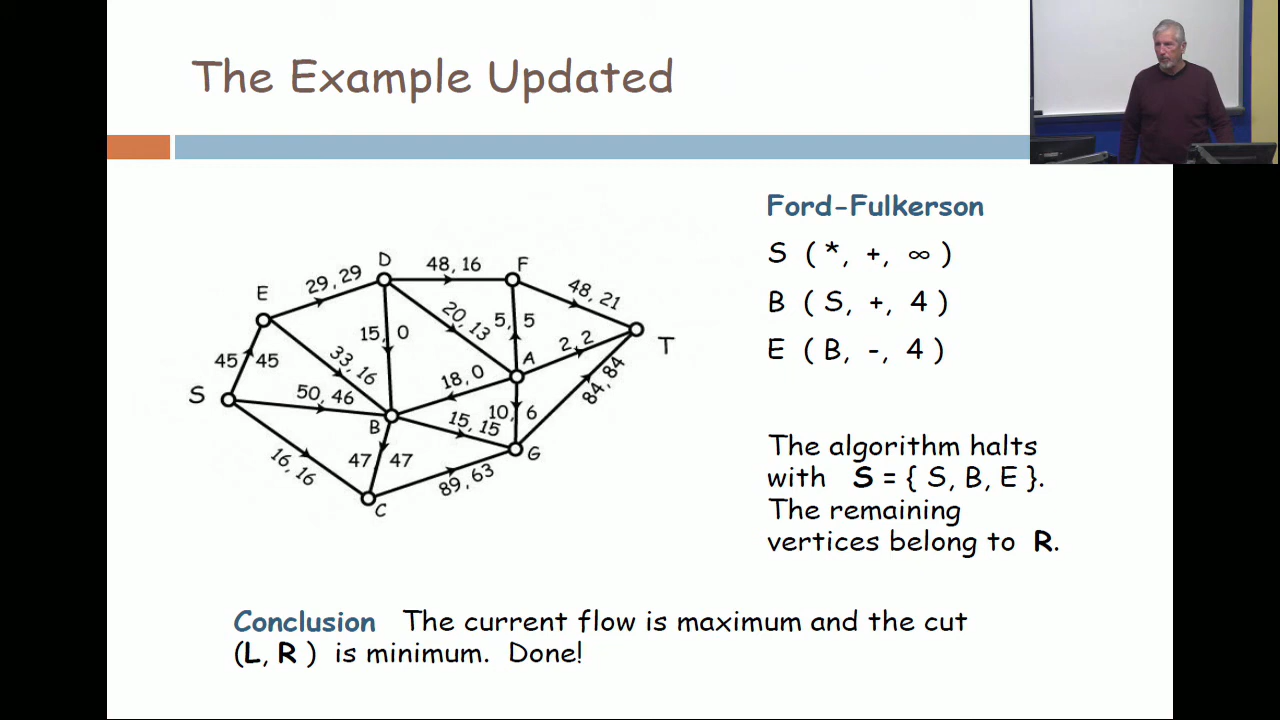 The Example Updated
Ford-Fulkerson
S ( *, +, ∞ )
B ( S, +, 4 )
E ( B, -, 4 )
D
48, 16
F
29, 29
48, 21
E
20, 13
5, 5
15, 0
2, 2
T
45 45
33, 16
A
18, 0
84, 84
S
50, 46
10, 6
B
15, 15
G
16, 16
47 47
89, 63
C
The algorithm halts
with S = { S, B, E }.
The remaining
vertices belong to R.
Conclusion The current flow is maximum and the cut
(L, R ) is minimum. Done!